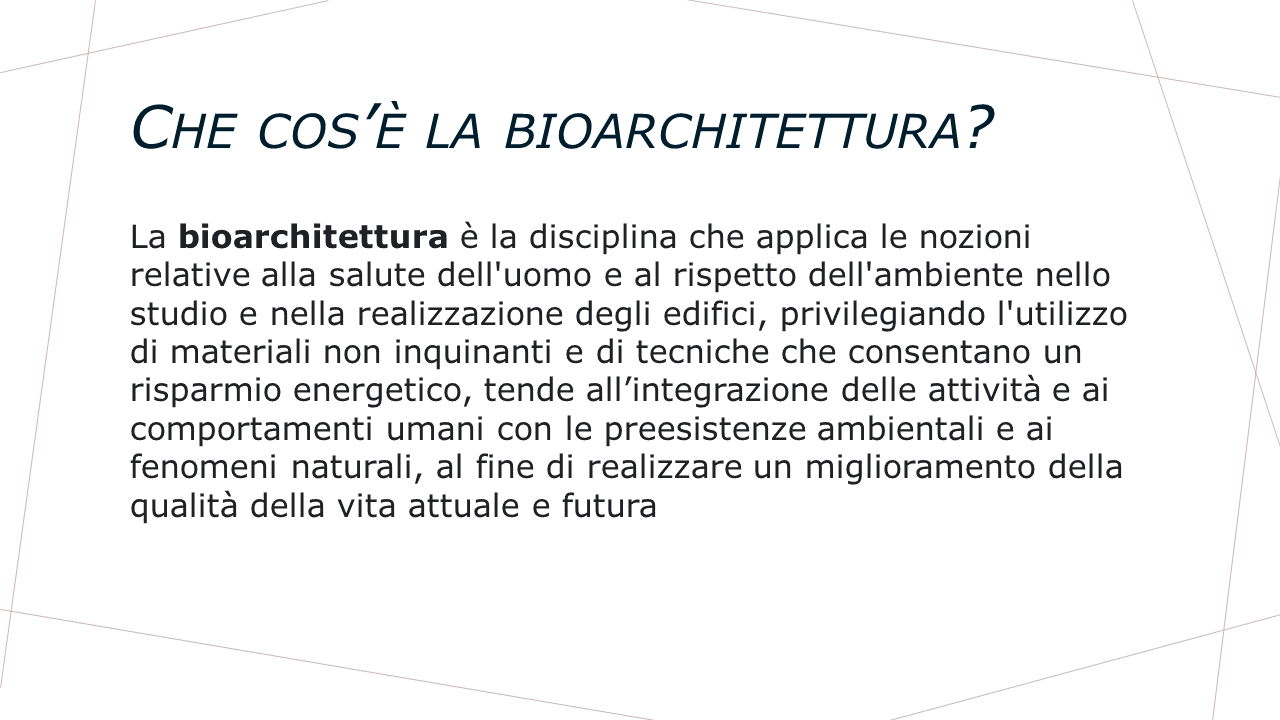 Che cos’è la bioarchitettura?
La bioarchitettura è la disciplina che applica le nozioni
relative alla salute dell'uomo e al rispetto dell'ambiente nello
studio e nella realizzazione degli edifici, privilegiando l'utilizzo
di materiali non inquinanti e di tecniche che consentano un
risparmio energetico, tende all’integrazione delle attività e ai
comportamenti umani con le preesistenze ambientali e ai
fenomeni naturali, al fine di realizzare un miglioramento della
qualità della vita attuale e futura